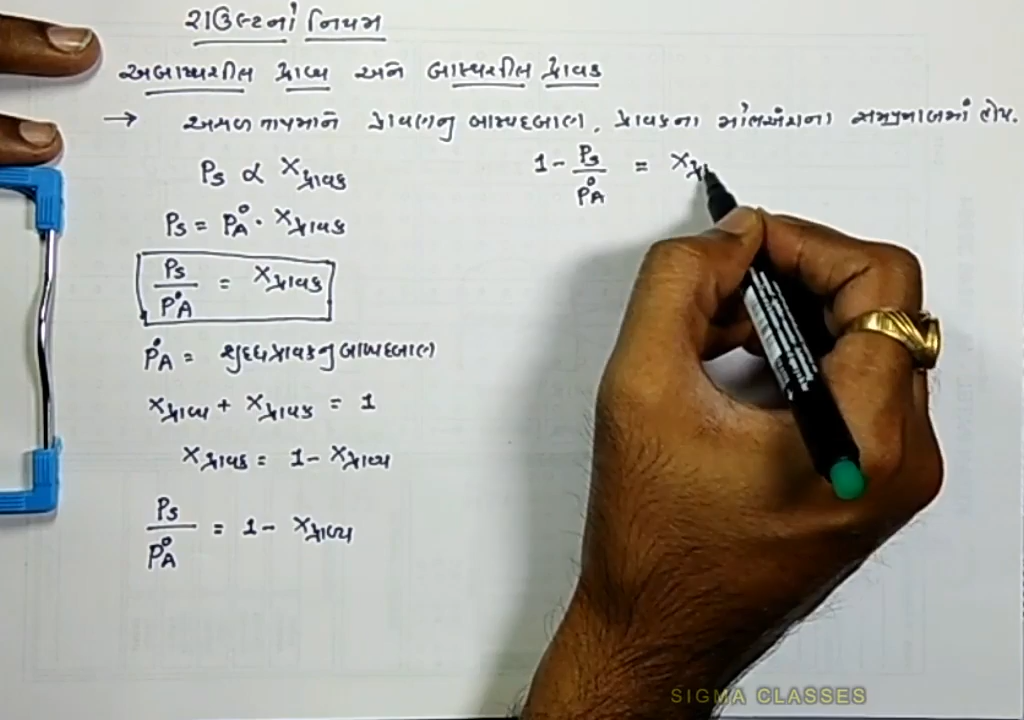 રાઉલ્ટનાં નિયમ
અબાષ્પશીલ દ્રાવ્ય અને બાષ્પશીલ દ્રાવક
→ અચળ તાપમાને દ્રાવણનુ બાષ્પદબાણ, દ્રાવકના મોલઅંશના સમપ્રમાણમાં હોય.
Ps ∝ Xદ્રાવક
Ps = P°A · Xદ્રાવક
Ps / P°A = Xદ્રાવક
P°A = શુદ્ધદ્રાવકનુ બાષ્પદબાણ
Xદ્રાવ્ય + Xદ્રાવક = 1
Xદ્રાવક = 1 - Xદ્રાવ્ય
Ps / P°A = 1 - Xદ્રાવ્ય
1 - Ps / P°A = X
SIGMA CLASSES